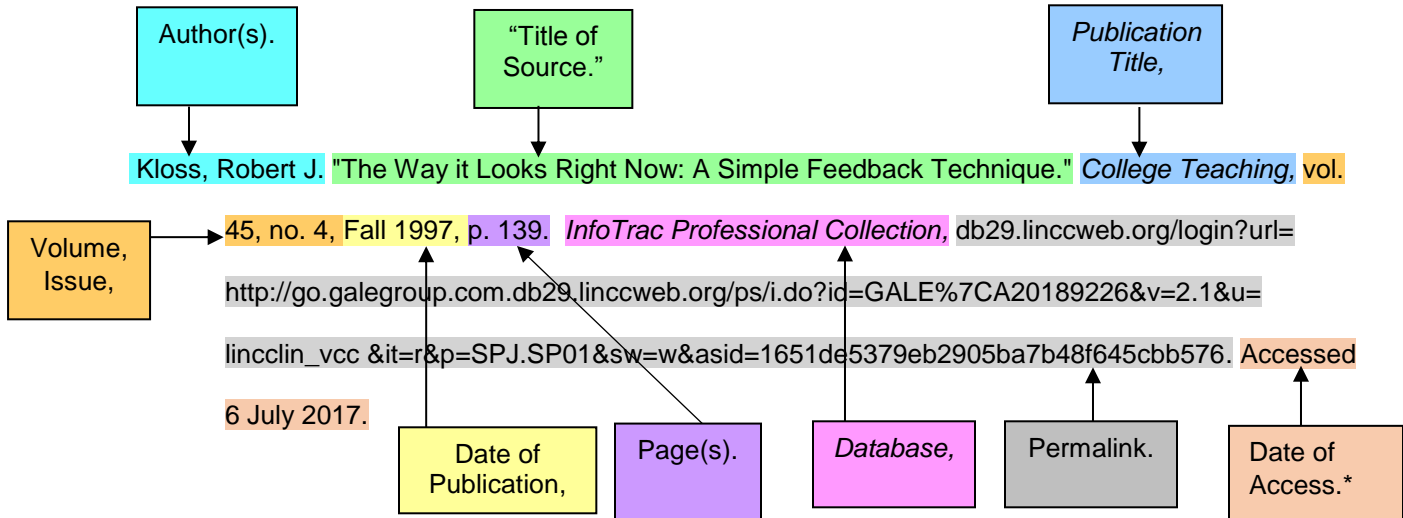 Author(s).
“Title of
Source.”
Publication
Title,
Kloss, Robert J. "The Way it Looks Right Now: A Simple Feedback Technique." College Teaching, vol.
Volume,
Issue,
45, no. 4, Fall 1997, p. 139. InfoTrac Professional Collection, db29.linccweb.org/login?url=
http://go.galegroup.com.db29.linccweb.org/ps/i.do?id=GALE%7CA20189226&v=2.1&u=
lincclin_vcc &it=r&p=SPJ.SP01&sw=w&asid=1651de5379eb2905ba7b48f645cbb576. Accessed
6 July 2017.
Date of
Publication,
Page(s).
Database,
Permalink.
Date of
Access.*